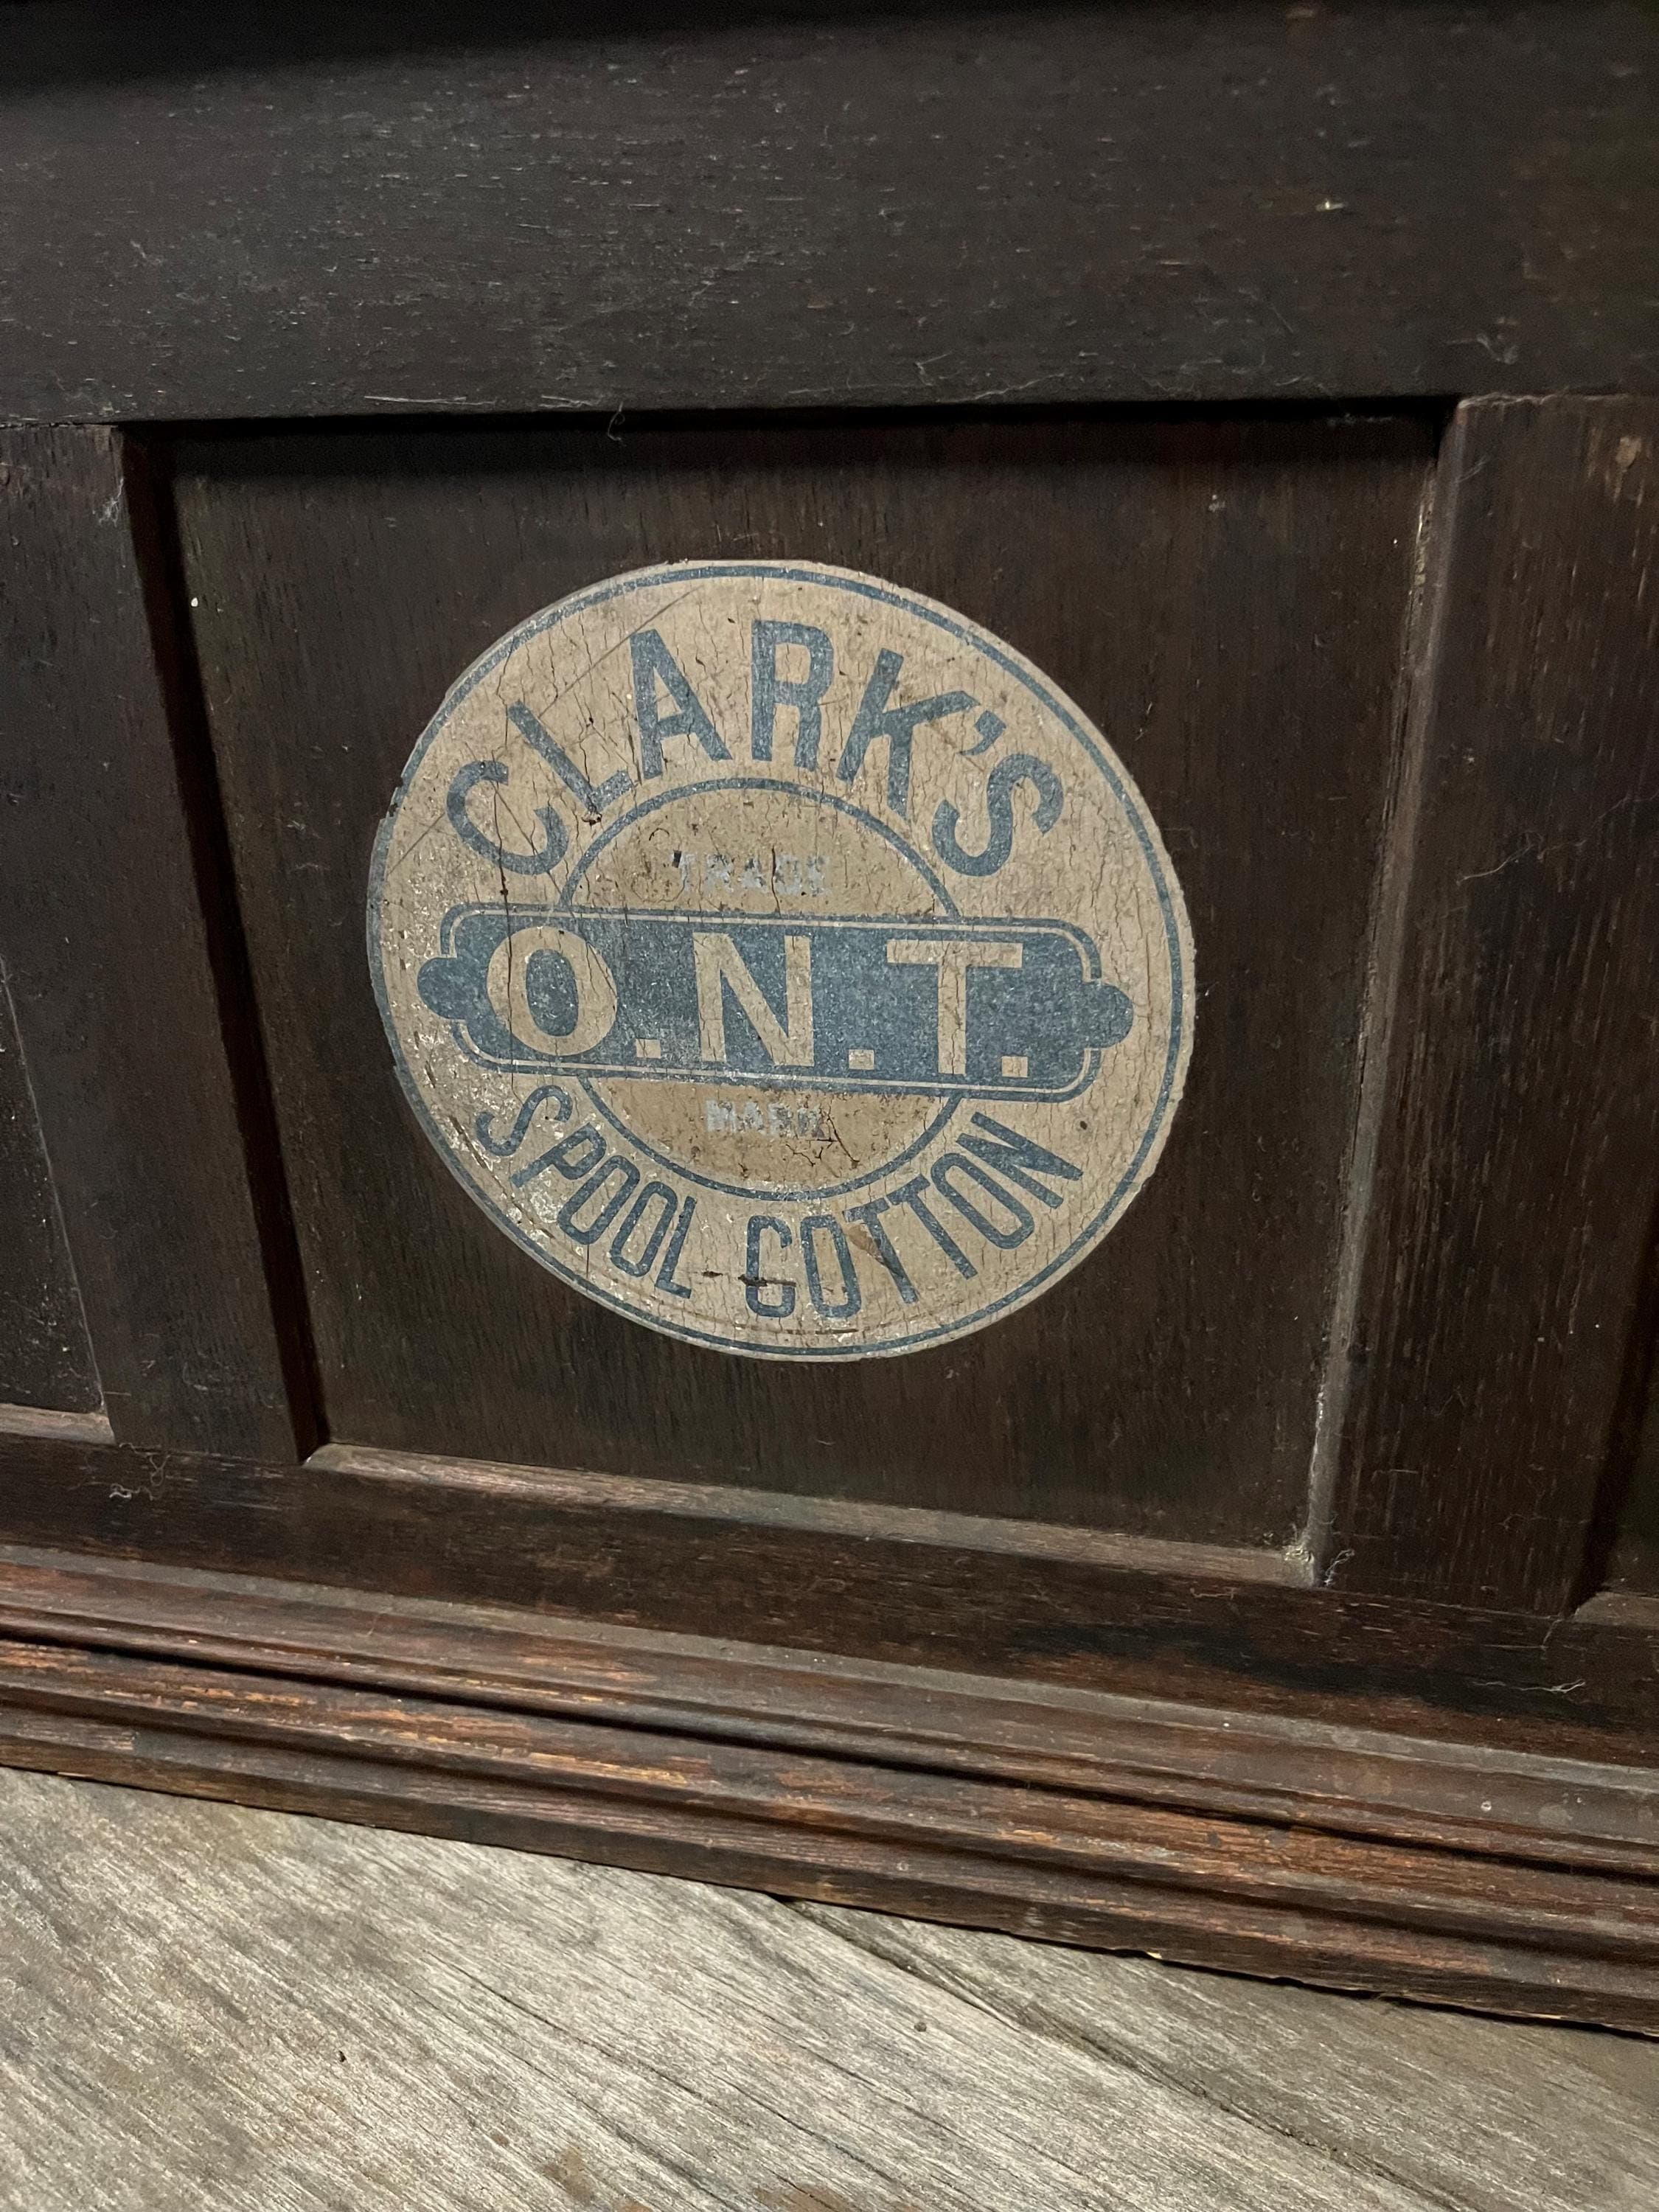 CLARK'S
TRADE
O.N.T.
MARK
SPOOL COTTON